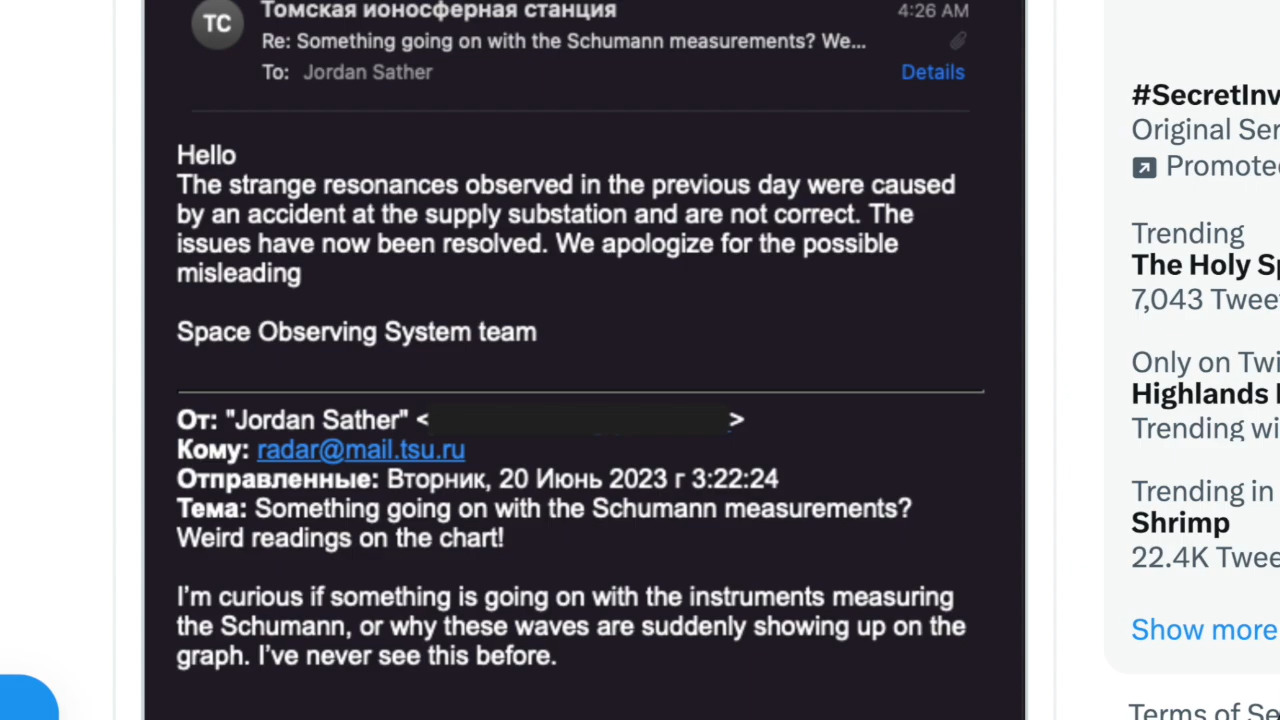 TC
Томская ионосферная станция
4:26 AM
Re: Something going on with the Schumann measurements? We...
To: Jordan Sather
Details
Hello
The strange resonances observed in the previous day were caused
by an accident at the supply substation and are not correct. The
issues have now been resolved. We apologize for the possible
misleading
Space Observing System team
От: "Jordan Sather" < >
Кому: radar@mail.tsu.ru
Отправленные: Вторник, 20 Июнь 2023 г 3:22:24
Тема: Something going on with the Schumann measurements?
Weird readings on the chart!
I'm curious if something is going on with the instruments measuring
the Schumann, or why these waves are suddenly showing up on the
graph. I've never see this before.
#SecretInv
Original Ser
Promoted
Trending
The Holy Sp
7,043 Twee
Only on Twi
Highlands
Trending wi
Trending in
Shrimp
22.4K Twee
Show more
Terms of Se